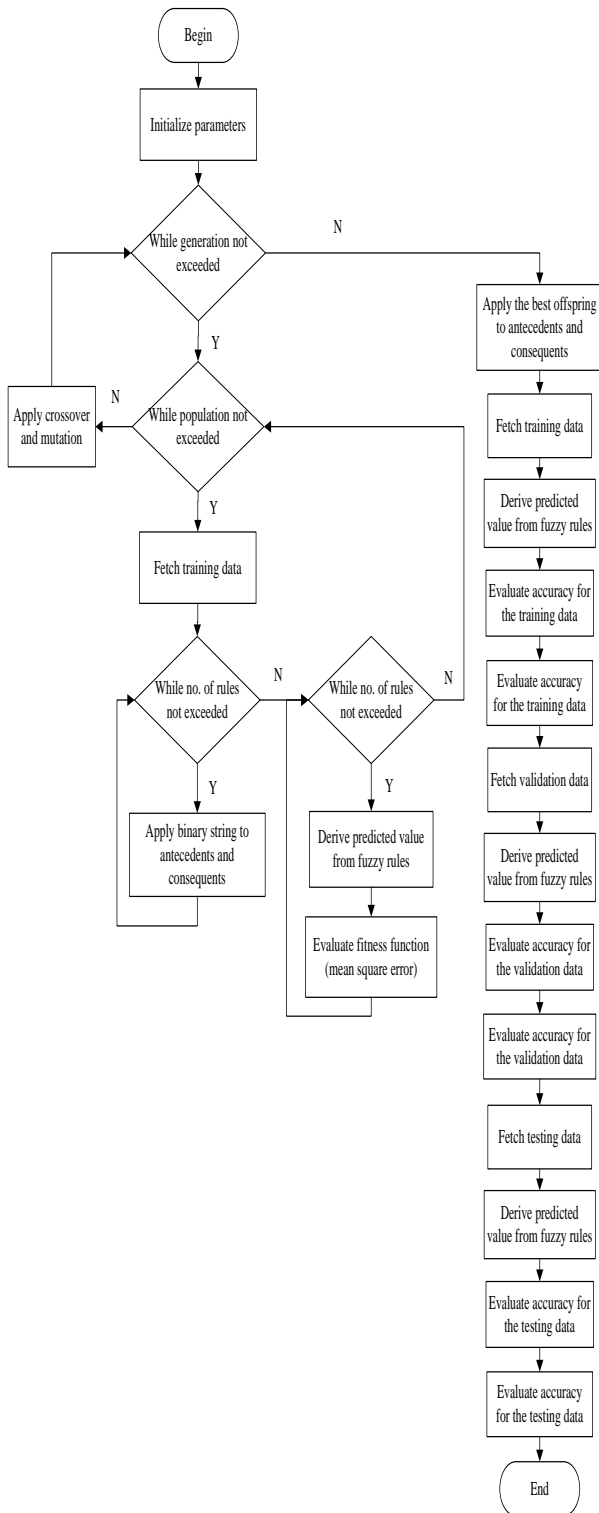 Begin
Initialize parameters
While generation not
exceeded
N
Y
Apply the best offspring
to antecedents and
consequents
Apply crossover
and mutation
N
While population not
exceeded
Y
Fetch training data
While no. of rules
not exceeded
N
Y
Apply binary string to
antecedents and
consequents
While no. of rules
not exceeded
N
Y
Derive predicted value
from fuzzy rules
Evaluate fitness function
(mean square error)
Fetch training data
Derive predicted
value from fuzzy rules
Evaluate accuracy for
the training data
Evaluate accuracy
for the training data
Fetch validation data
Derive predicted
value from fuzzy rules
Evaluate accuracy for
the validation data
Evaluate accuracy for
the validation data
Fetch testing data
Derive predicted
value from fuzzy rules
Evaluate accuracy for
the testing data
Evaluate accuracy
for the testing data
End